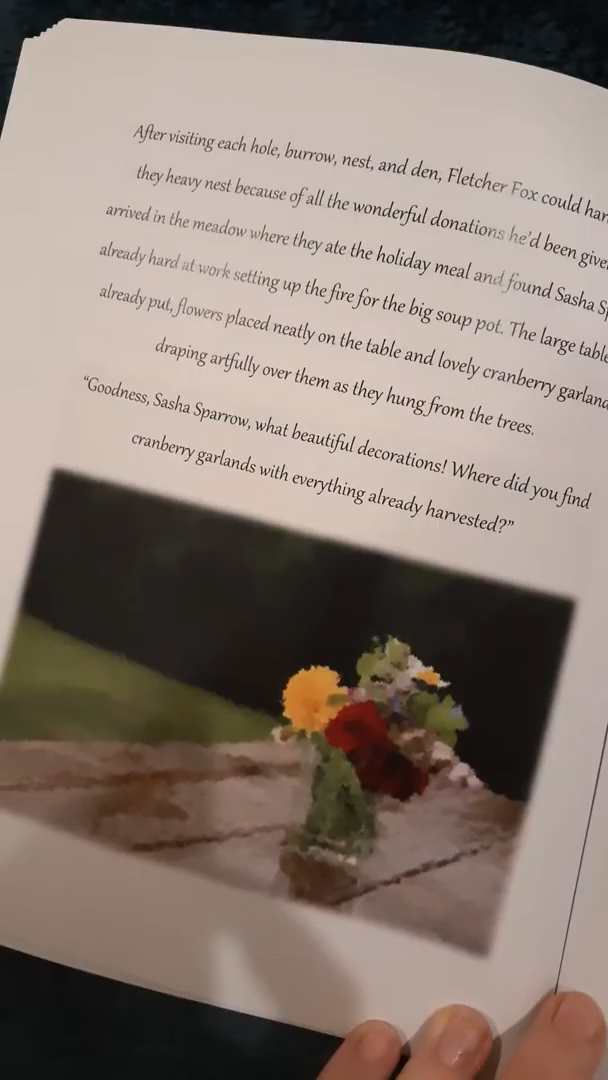 After visiting each hole, burrow, nest, and den, Fletcher Fox could
they heavy nest because of all the wonderful donations he'd been
arrived in the meadow where they ate the holiday meal and found Sasha
already hard at work setting up the fire for the big soup pot. The large
already put, flowers placed neatly on the table and lovely cranberry
draping artfully over them as they hung from the trees.
“Goodness, Sasha Sparrow, what beautiful decorations! Where did you find
cranberry garlands with everything already harvested?”